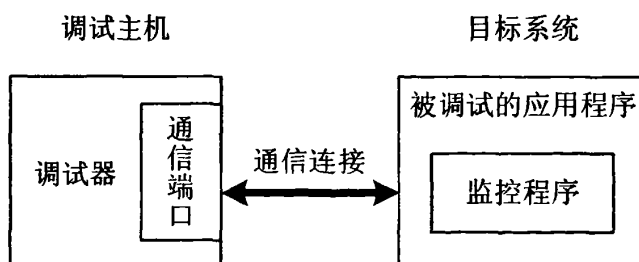 调试主机
目标系统
调试器
通信端口
通信连接
被调试的应用程序
监控程序